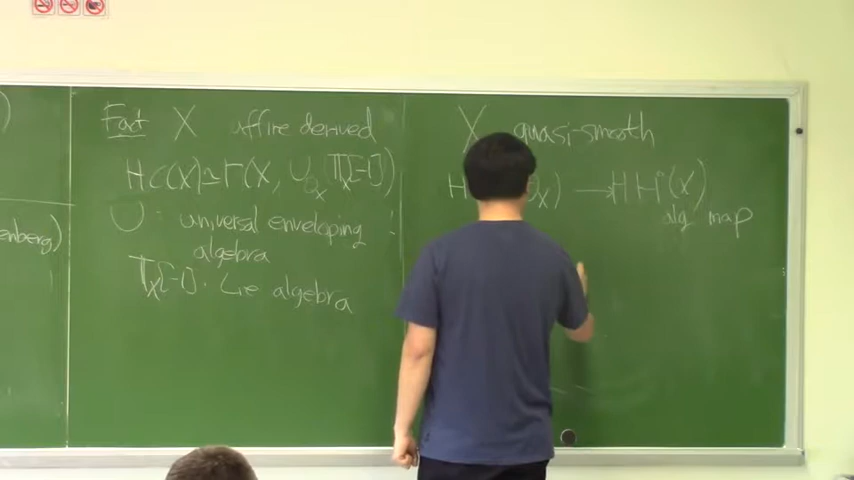 enberg)
Fact X affine derived
HC(X) ≃ Γ(X, U_{O_X} 𝕋_X[-1])
U: universal enveloping
algebra
𝕋_X[-1]: Lie algebra
X quasi-smooth
→ HH•(X)
alg map